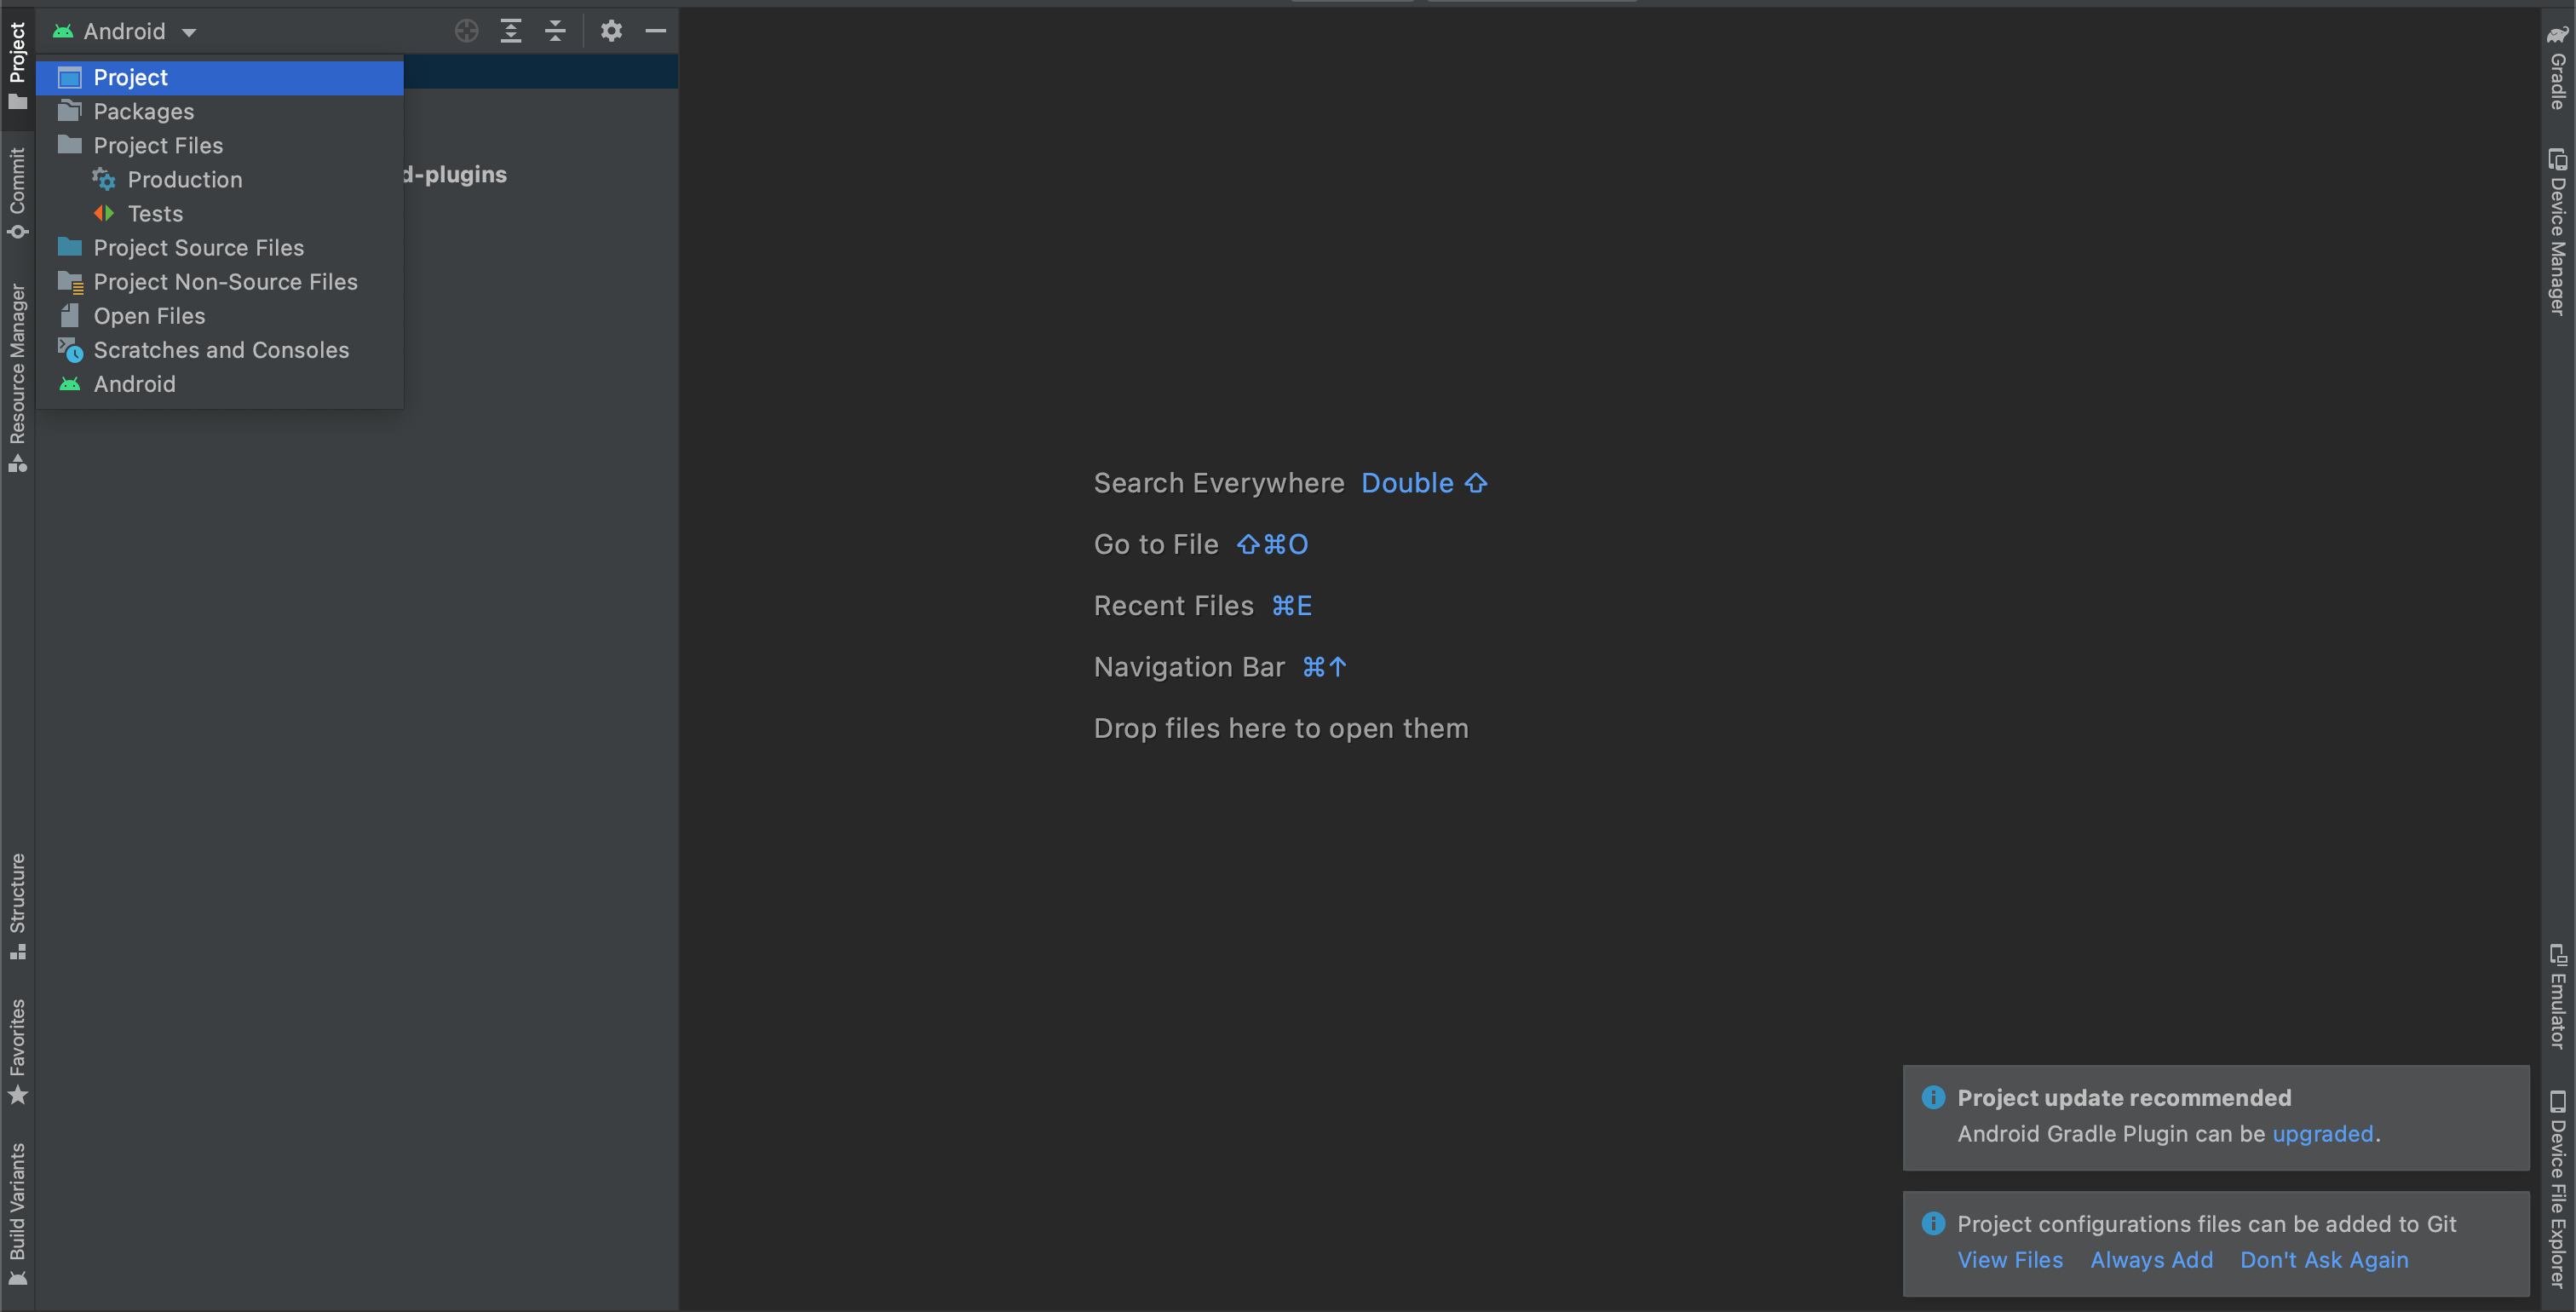 Android
Project
Packages
Project Files
Production
Tests
Project Source Files
Project Non-Source Files
Open Files
Scratches and Consoles
Android
d-plugins
Project
Commit
Resource Manager
Structure
Favorites
Build Variants
Search Everywhere Double ⇧
Go to File ⇧⌘O
Recent Files ⌘E
Navigation Bar ⌘↑
Drop files here to open them
Project update recommended
Android Gradle Plugin can be upgraded.
Project configurations files can be added to Git
View Files Always Add Don't Ask Again
Gradle
Device Manager
Emulator
Device File Explorer